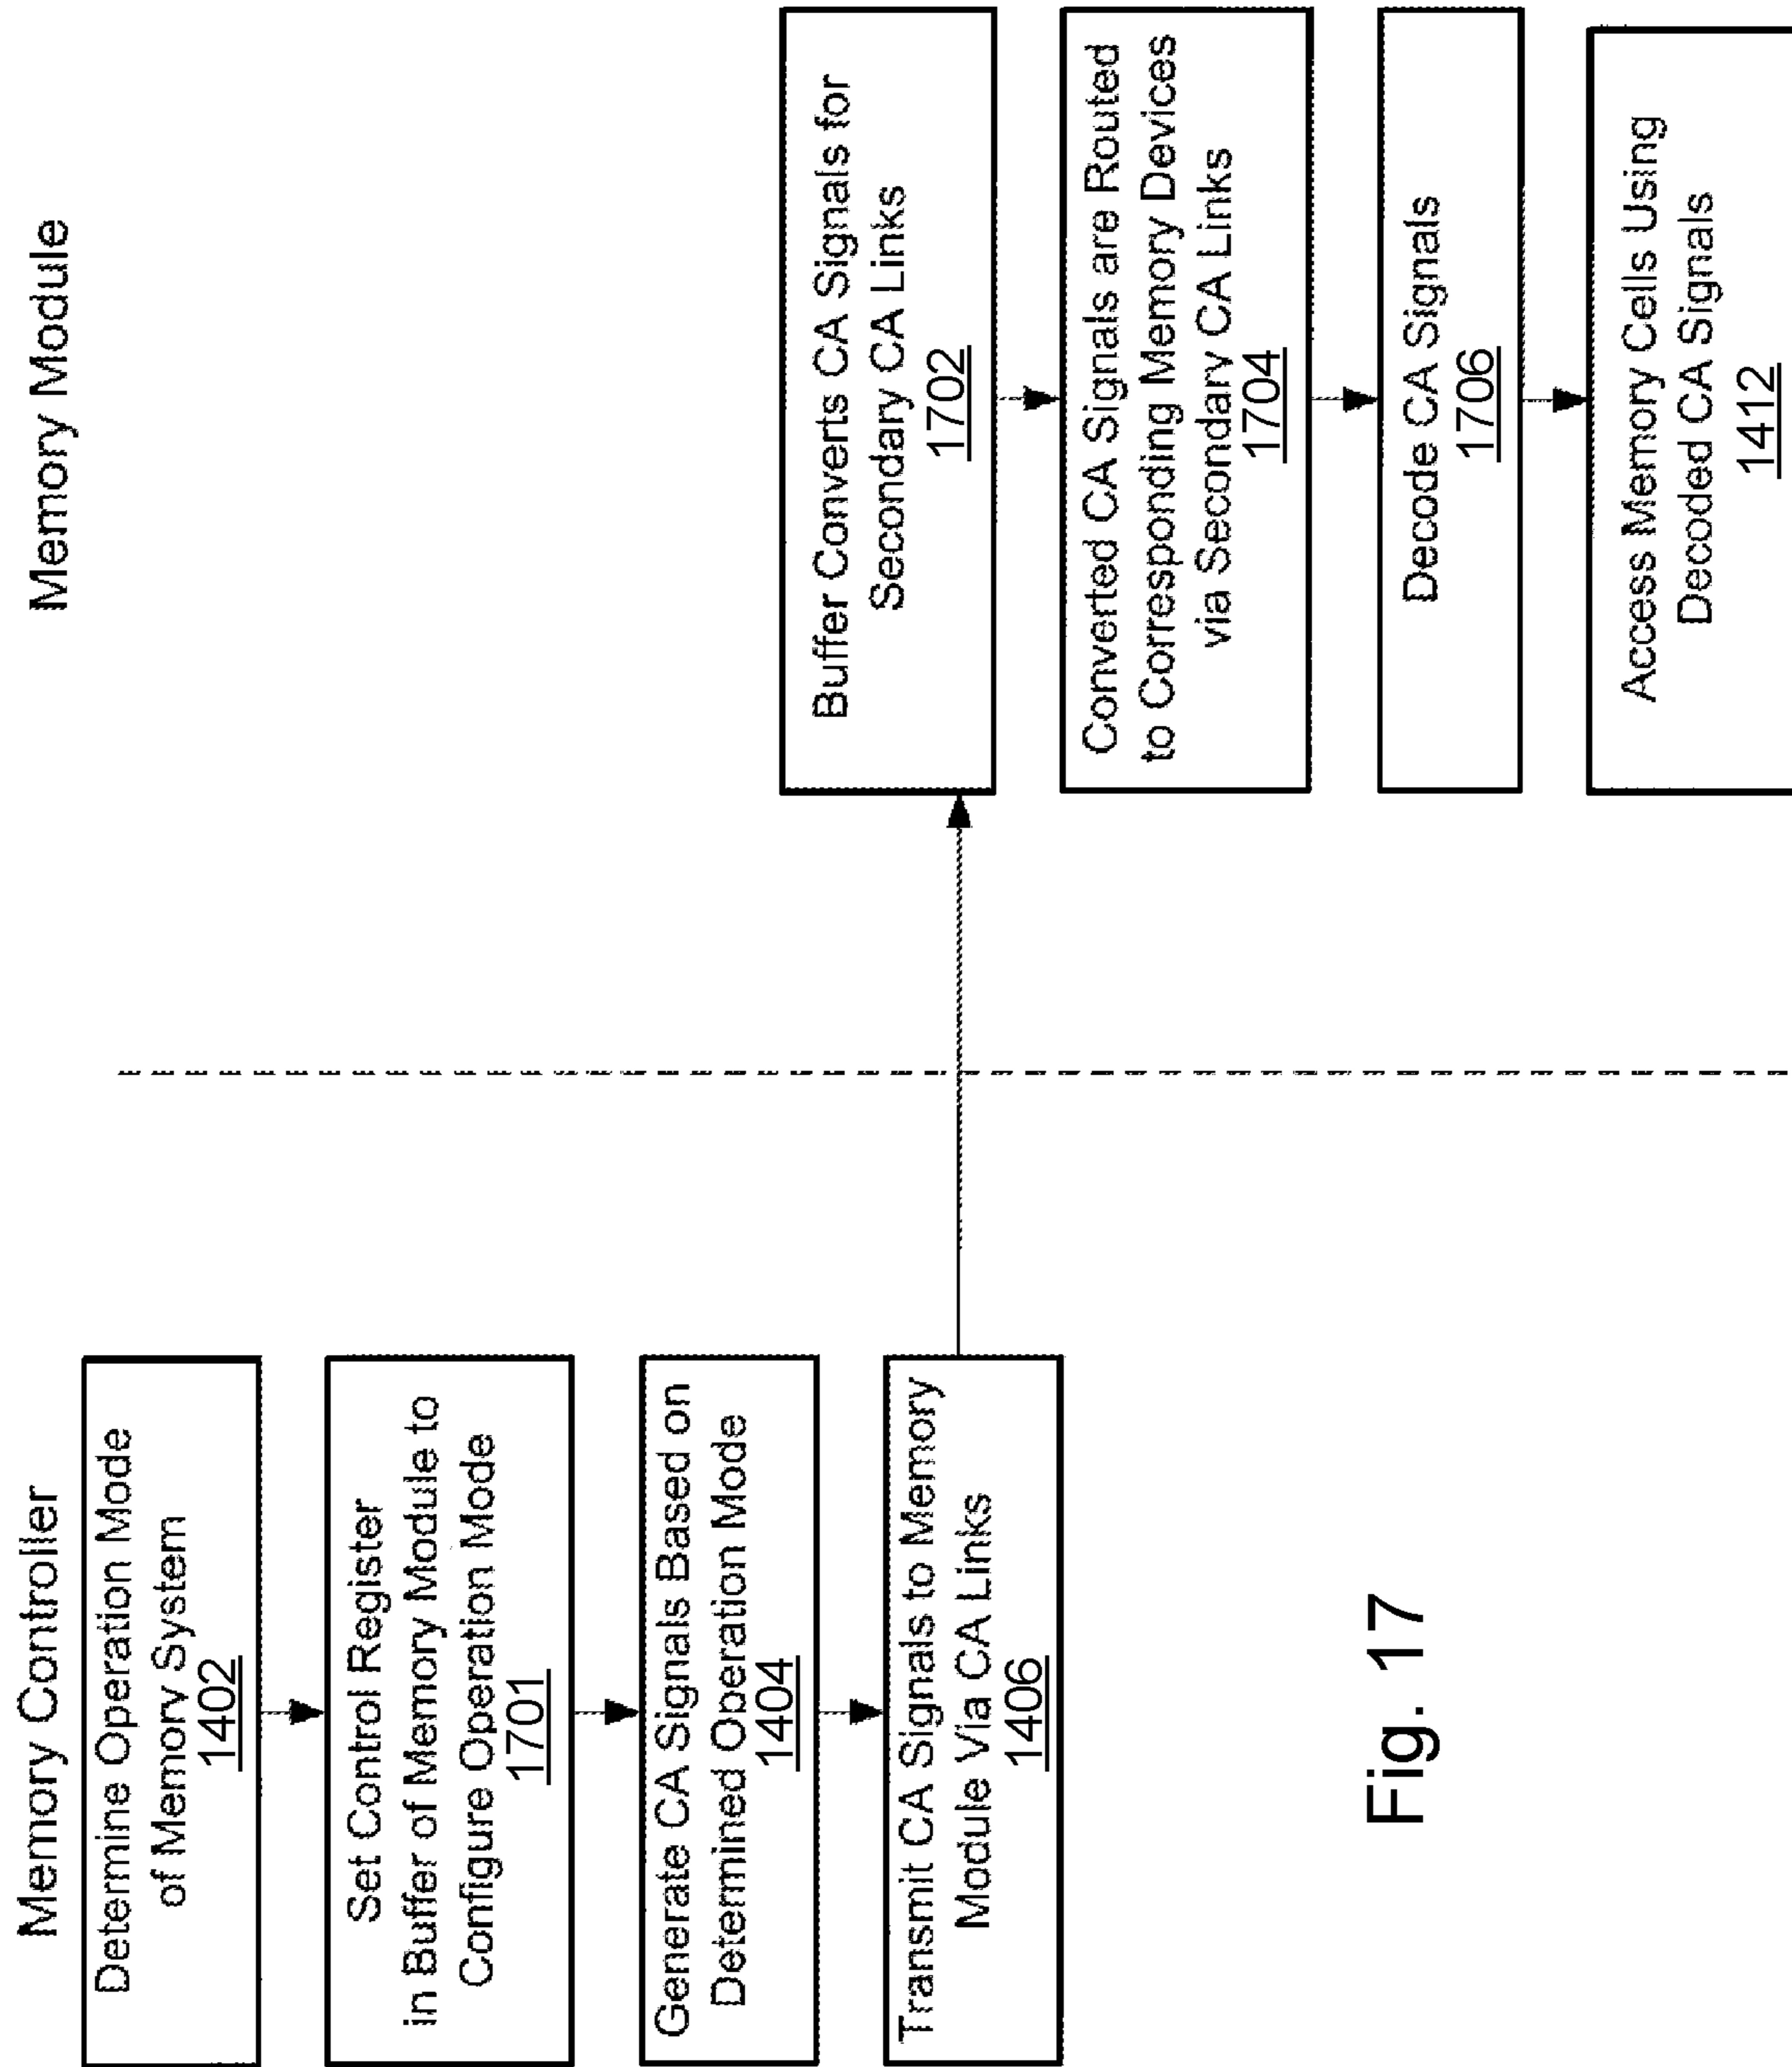 Memory Controller
Determine Operation Mode
of Memory System
1402
Set Control Register
in Buffer of Memory Module to
Configure Operation Mode
1701
Generate CA Signals Based on
Determined Operation Mode
1404
Transmit CA Signals to Memory
Module Via CA Links
1406
Memory Module
Buffer Converts CA Signals for
Secondary CA Links
1702
Converted CA Signals are Routed
to Corresponding Memory Devices
via Secondary CA Links
1704
Decode CA Signals
1706
Access Memory Cells Using
Decoded CA Signals
1412
Fig. 17